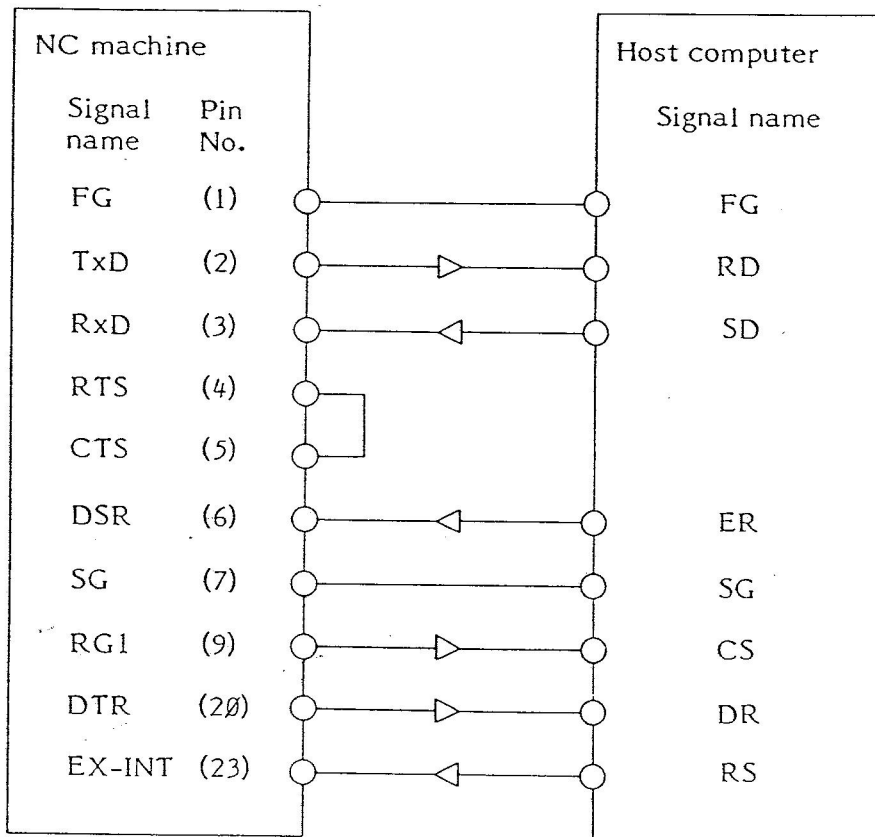 NC machine
Host computer
Signal name
Pin No.
Signal name
FG (1) FG
TxD (2) RD
RxD (3) SD
RTS (4)
CTS (5)
DSR (6) ER
SG (7) SG
RG1 (9) CS
DTR (2Ø) DR
EX-INT (23) RS